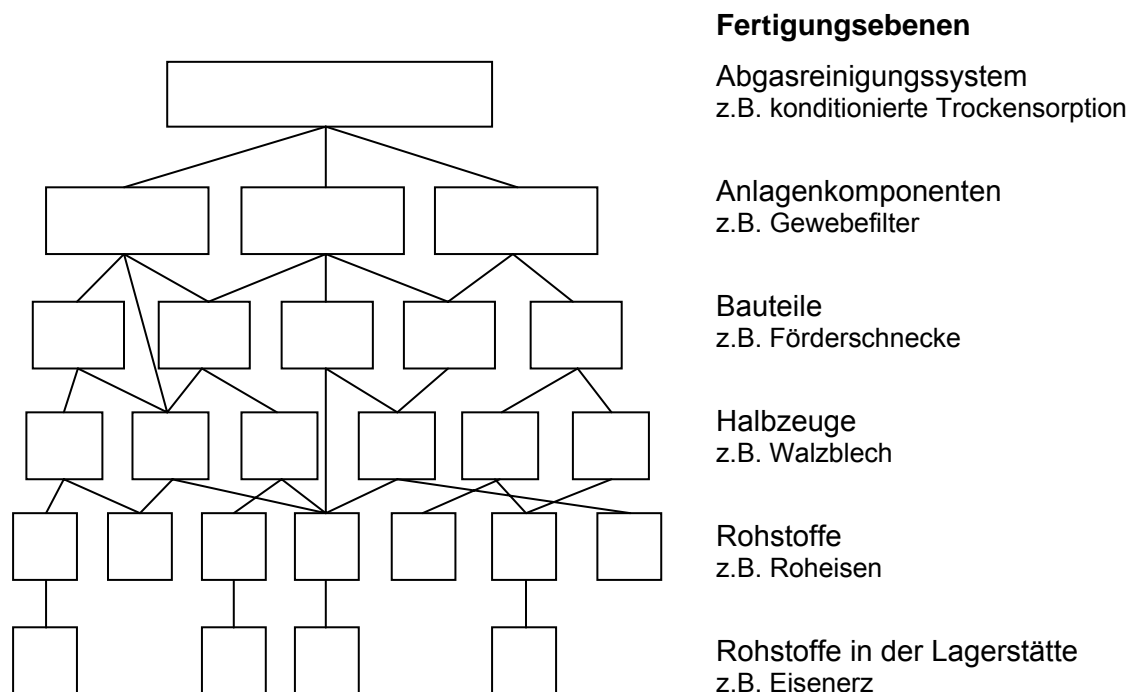 Fertigungsebenen
Abgasreinigungssystem
z.B. konditionierte Trockensorption
Anlagenkomponenten
z.B. Gewebefilter
Bauteile
z.B. Förderschnecke
Halbzeuge
z.B. Walzblech
Rohstoffe
z.B. Roheisen
Rohstoffe in der Lagerstätte
z.B. Eisenerz